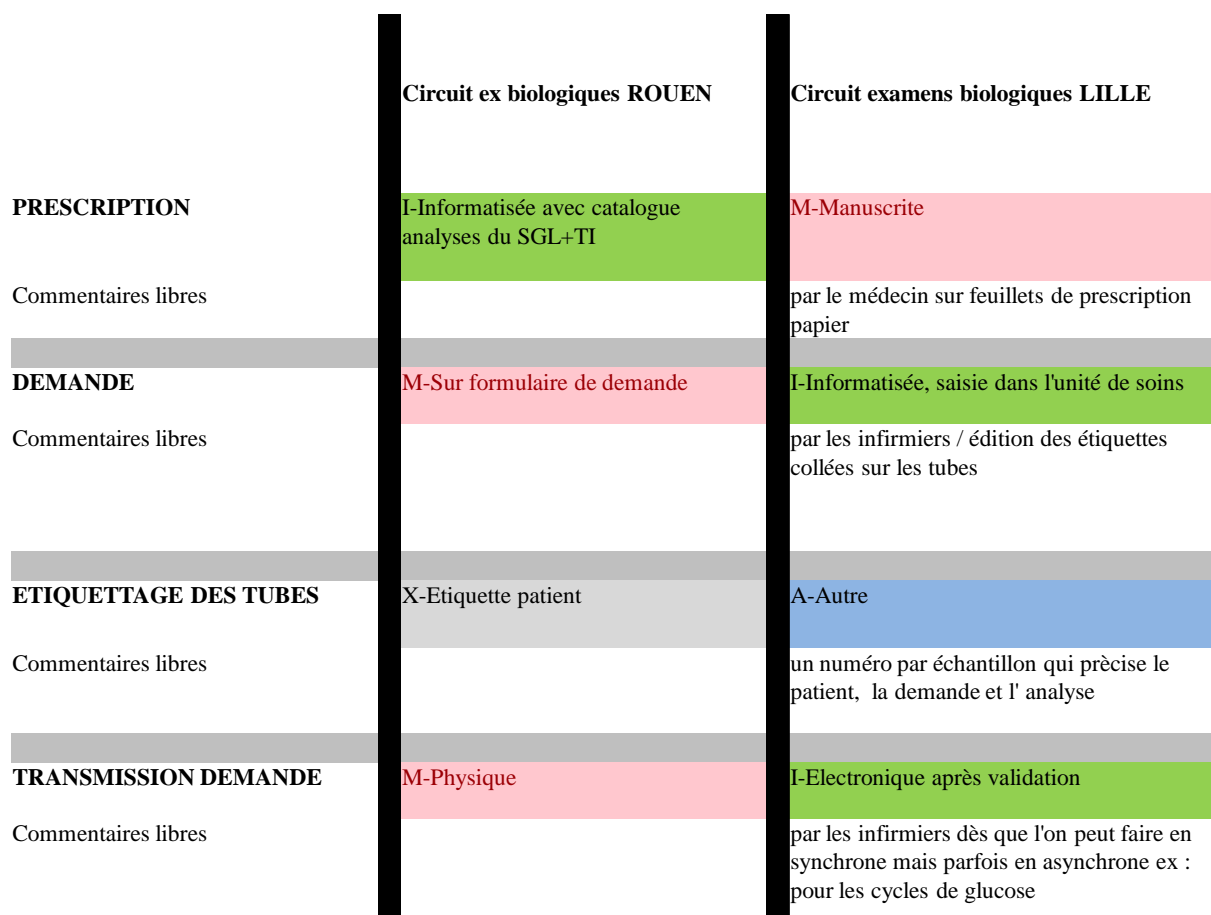 Circuit ex biologiques ROUEN
Circuit examens biologiques LILLE
PRESCRIPTION
I-Informatisée avec catalogue
analyses du SGL+TI
M-Manuscrite
Commentaires libres
par le médecin sur feuillets de prescription
papier
DEMANDE
M-Sur formulaire de demande
I-Informatisée, saisie dans l'unité de soins
Commentaires libres
par les infirmiers / édition des étiquettes
collées sur les tubes
ETIQUETTAGE DES TUBES
X-Etiquette patient
A-Autre
Commentaires libres
un numéro par échantillon qui prècise le
patient,  la demande et l' analyse
TRANSMISSION DEMANDE
M-Physique
I-Electronique après validation
Commentaires libres
par les infirmiers dès que l'on peut faire en
synchrone mais parfois en asynchrone ex :
pour les cycles de glucose